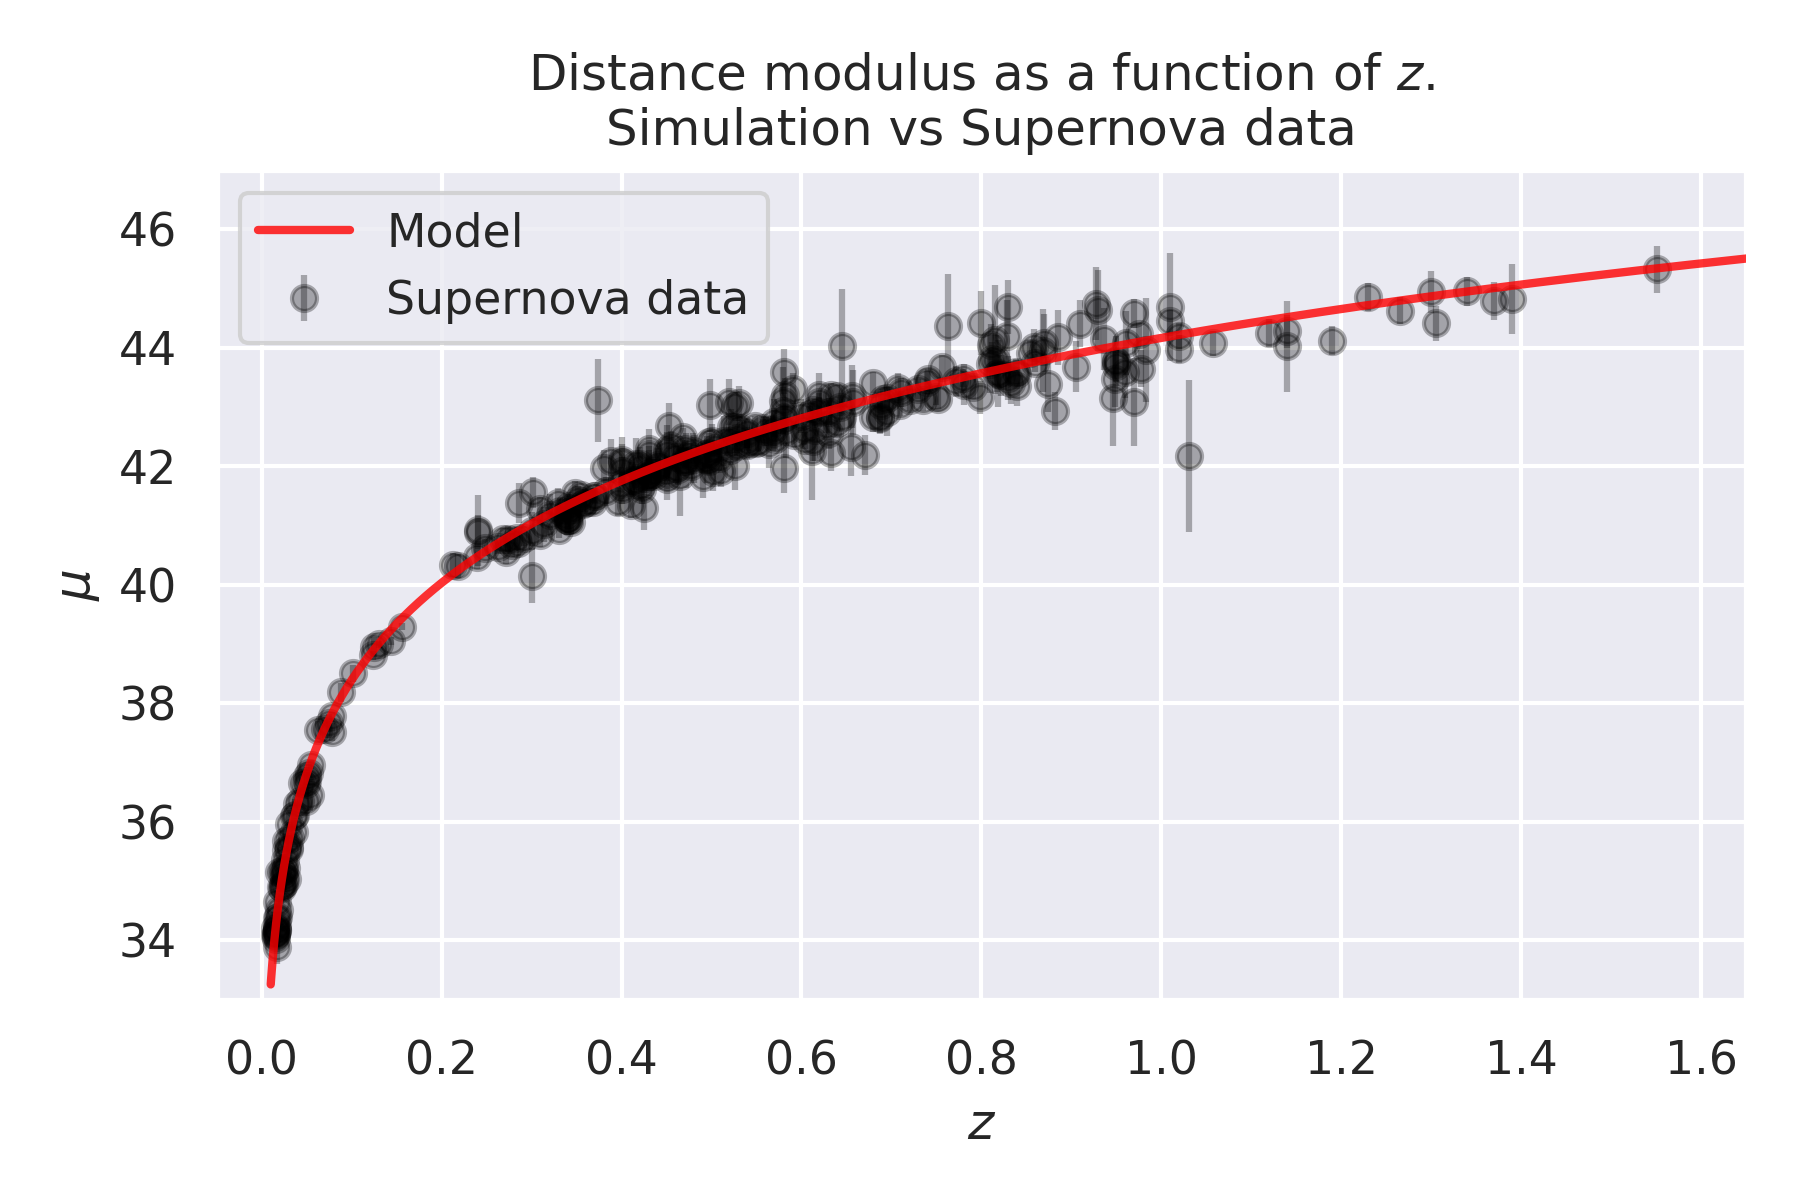 Distance modulus as a function of z.
Simulation vs Supernova data
Model
Supernova data
46
44
42
40
38
36
34
μ
0.0 0.2 0.4 0.6 0.8 1.0 1.2 1.4 1.6
z